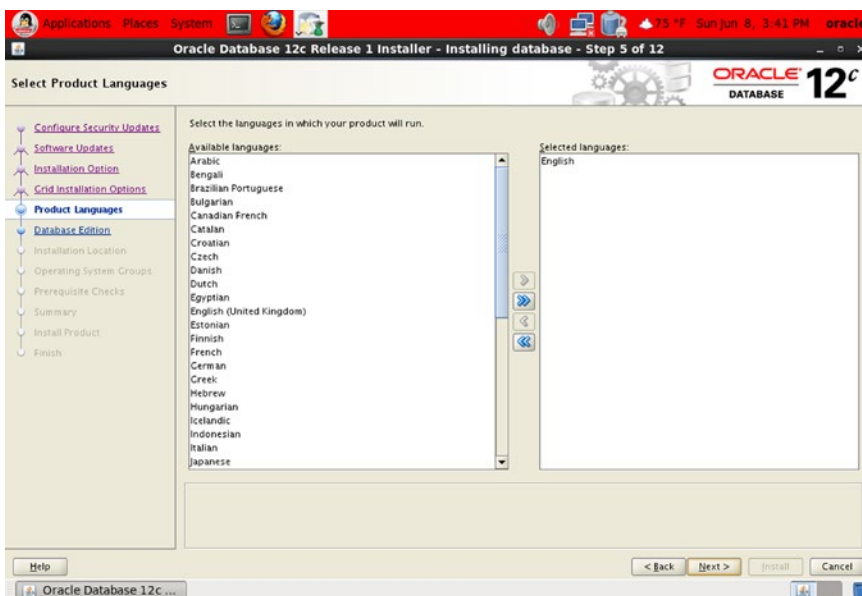 Applications Places System 75 °F Sun Jun 8, 3:41 PM oracle
Oracle Database 12c Release 1 Installer - Installing database - Step 5 of 12
Select Product Languages
ORACLE
DATABASE 12c
Configure Security Updates
Software Updates
Installation Option
Grid Installation Options
Product Languages
Database Edition
Installation Location
Operating System Groups
Prerequisite Checks
Summary
Install Product
Finish
Select the languages in which your product will run.
Available languages:
Arabic
Bengali
Brazilian Portuguese
Bulgarian
Canadian French
Catalan
Croatian
Czech
Danish
Dutch
Egyptian
English (United Kingdom)
Estonian
Finnish
French
German
Greek
Hebrew
Hungarian
Icelandic
Indonesian
Italian
Japanese
Selected languages:
English
Help
< Back Next > Install Cancel
Oracle Database 12c ...